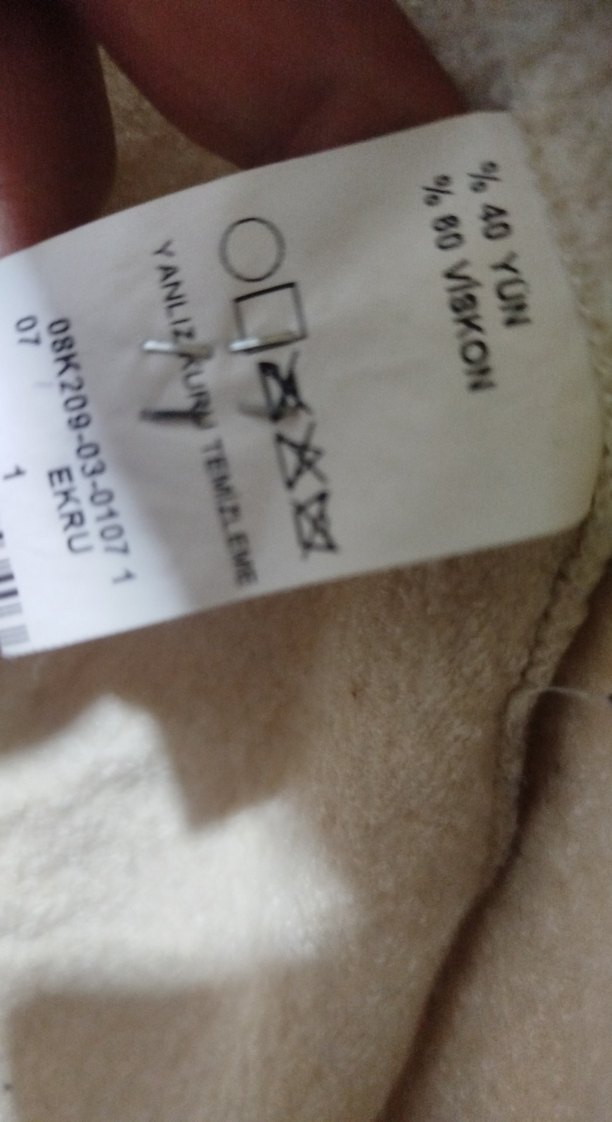 % 40 YÜN
% 60 VİSKON
YANLIZ KURU TEMİZLEME
08K209-03-0107 1
07 EKRU
1